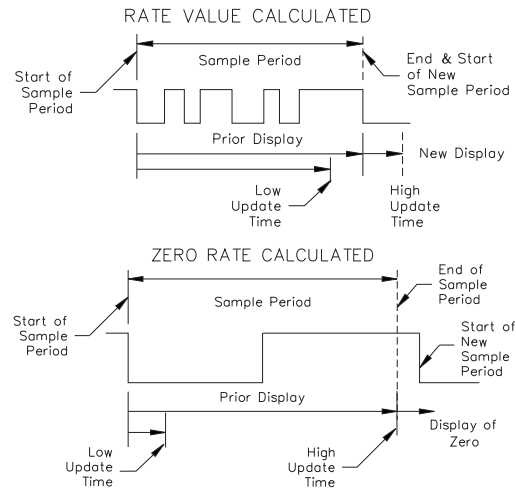 RATE VALUE CALCULATED
Start of
Sample
Period
Sample Period
End & Start
of New
Sample Period
Prior Display
New Display
Low
Update
Time
High
Update
Time
ZERO RATE CALCULATED
Start of
Sample
Period
Sample Period
End of
Sample
Period
Start of
New
Sample
Period
Prior Display
Display of
Zero
Low
Update
Time
High
Update
Time